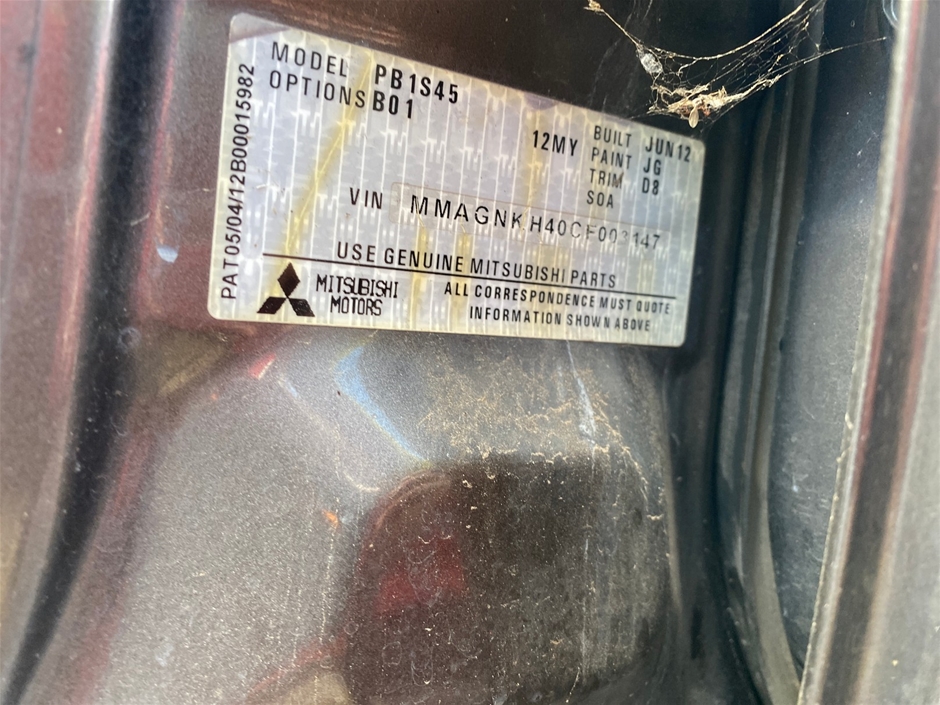 MODEL PB1S45
OPTIONS B01
12MY
BUILT JUN12
PAINT JG
TRIM D8
SOA
VIN
USE GENUINE MITSUBISHI PARTS
MITSUBISHI
MOTORS
ALL CORRESPONDENCE MUST QUOTE
INFORMATION SHOWN ABOVE
PAT05/04/12B00015982